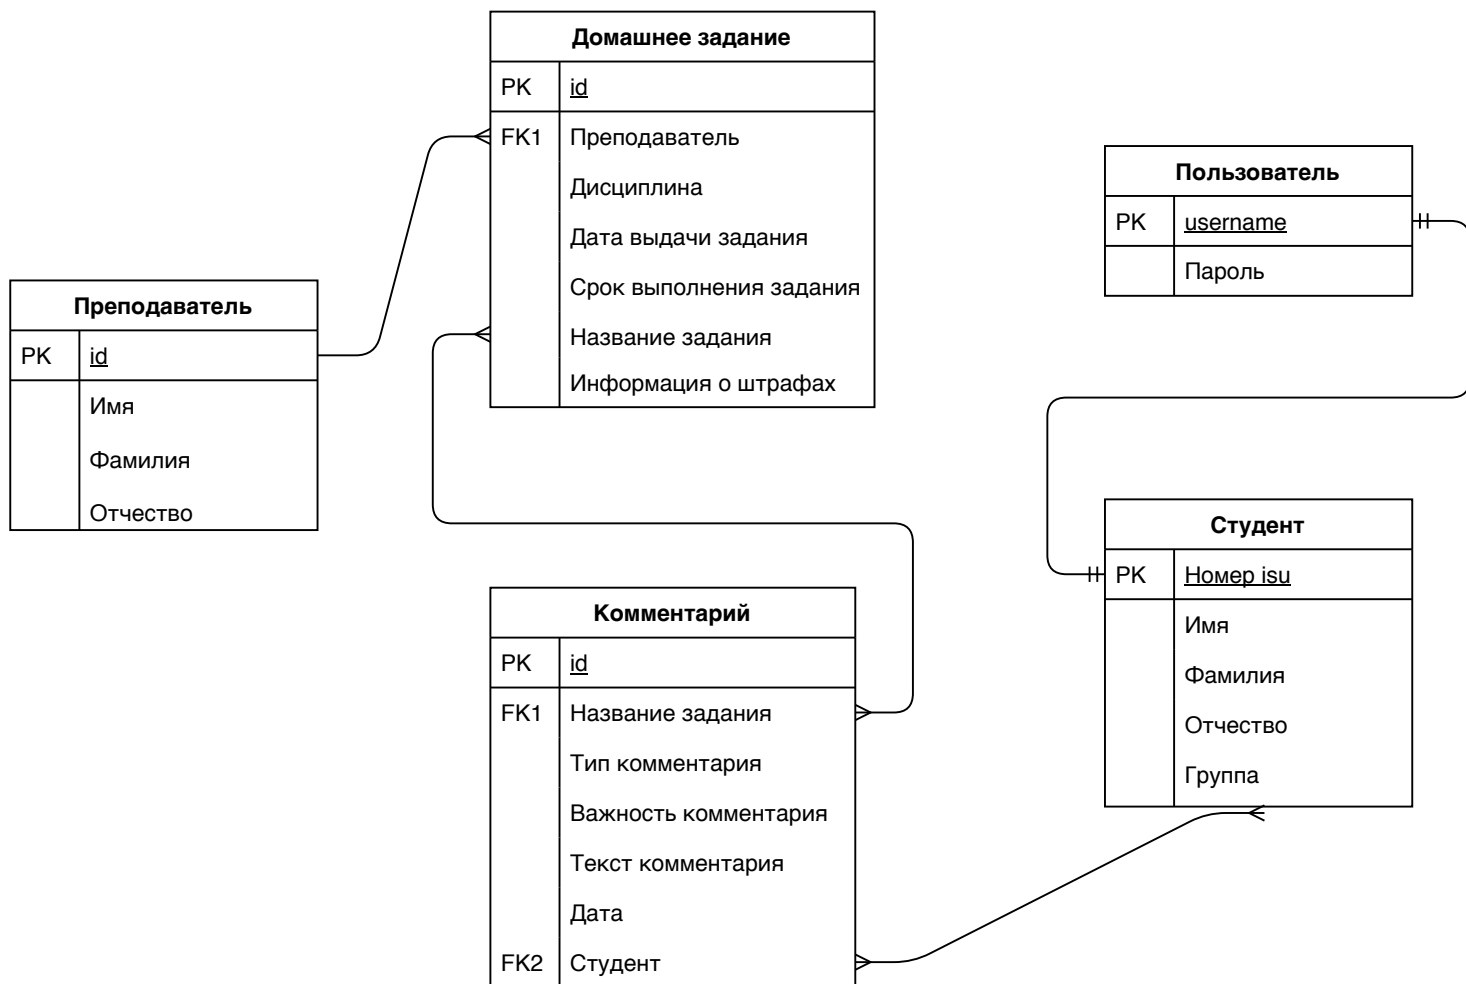 Домашнее задание
PK id
FK1 Преподаватель
Дисциплина
Дата выдачи задания
Срок выполнения задания
Название задания
Информация о штрафах
Пользователь
PK username
Пароль
Преподаватель
PK id
Имя
Фамилия
Отчество
Студент
PK Номер isu
Имя
Фамилия
Отчество
Группа
Комментарий
PK id
FK1 Название задания
Тип комментария
Важность комментария
Текст комментария
Дата
FK2 Студент